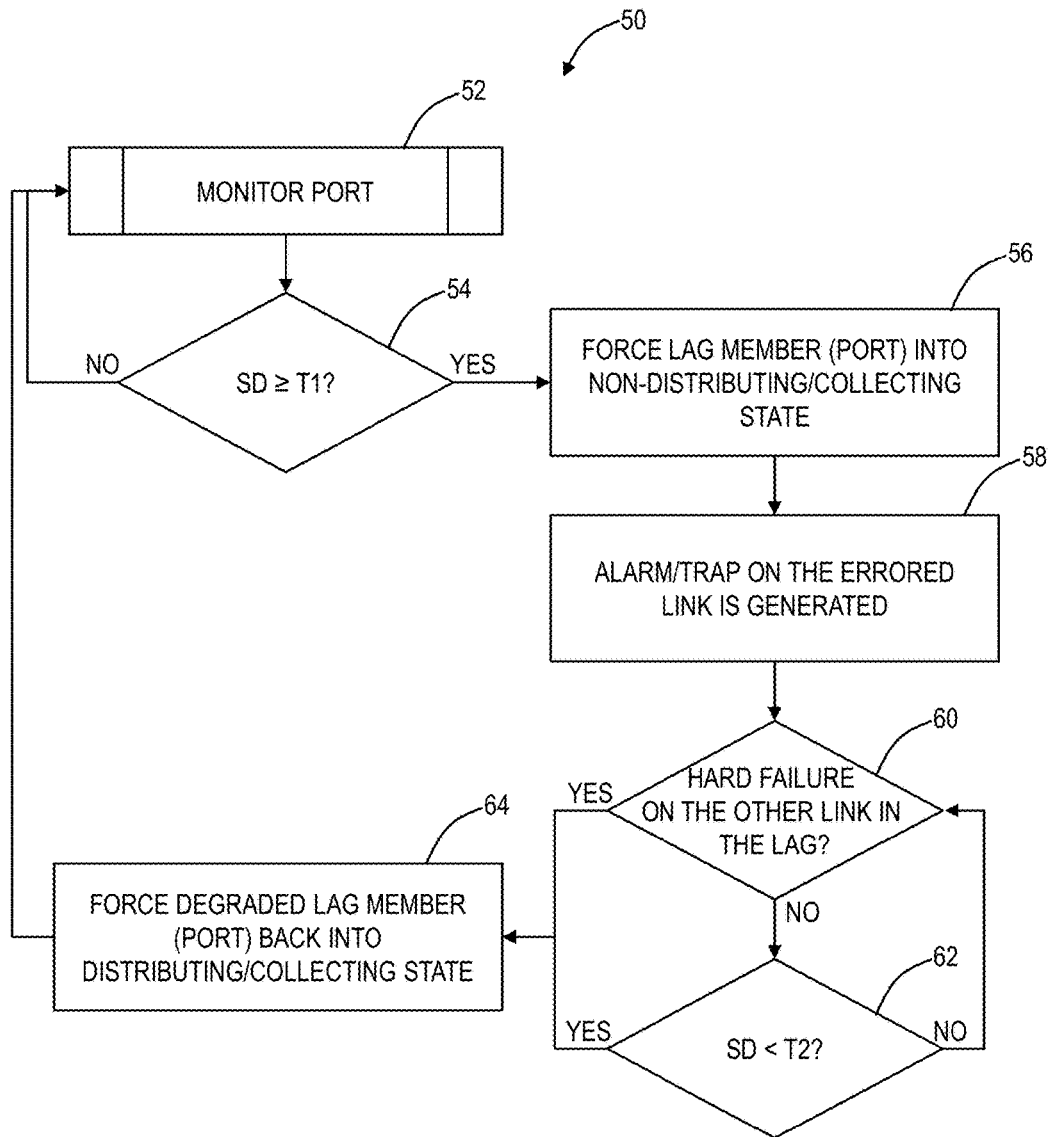 50
52
MONITOR PORT
54
NO
YES
SD ≥ T1?
56
FORCE LAG MEMBER (PORT) INTO
NON-DISTRIBUTING/COLLECTING
STATE
58
ALARM/TRAP ON THE ERRORED
LINK IS GENERATED
60
YES
HARD FAILURE
ON THE OTHER LINK IN
THE LAG?
NO
64
FORCE DEGRADED LAG MEMBER
(PORT) BACK INTO
DISTRIBUTING/COLLECTING STATE
62
YES
NO
SD < T2?